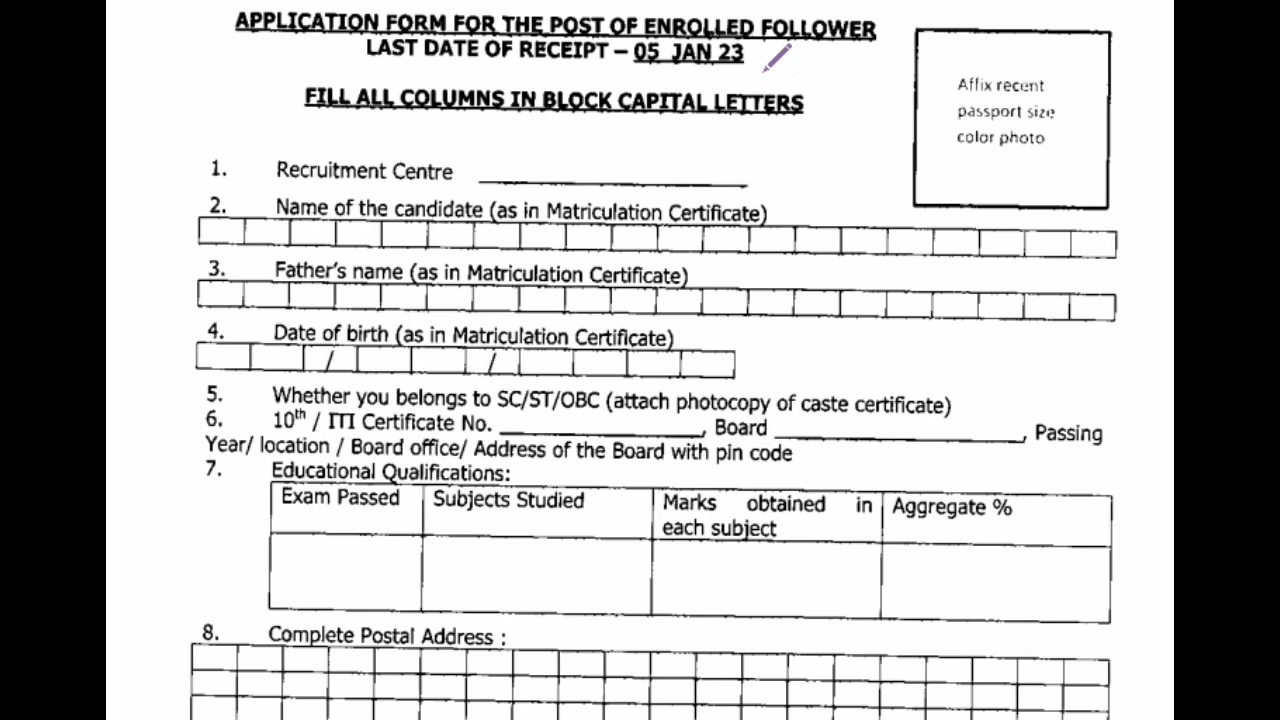 APPLICATION FORM FOR THE POST OF ENROLLED FOLLOWER
LAST DATE OF RECEIPT – 05 JAN 23
FILL ALL COLUMNS IN BLOCK CAPITAL LETTERS
Affix recent
passport size
color photo
1. Recruitment Centre
2. Name of the candidate (as in Matriculation Certificate)
3. Father's name (as in Matriculation Certificate)
4. Date of birth (as in Matriculation Certificate)
/ /
5. Whether you belongs to SC/ST/OBC (attach photocopy of caste certificate)
6. 10th / ITI Certificate No. ____________, Board ____________, Passing
Year/ location / Board office/ Address of the Board with pin code
7. Educational Qualifications:
Exam Passed Subjects Studied Marks obtained in each subject Aggregate %
8. Complete Postal Address :